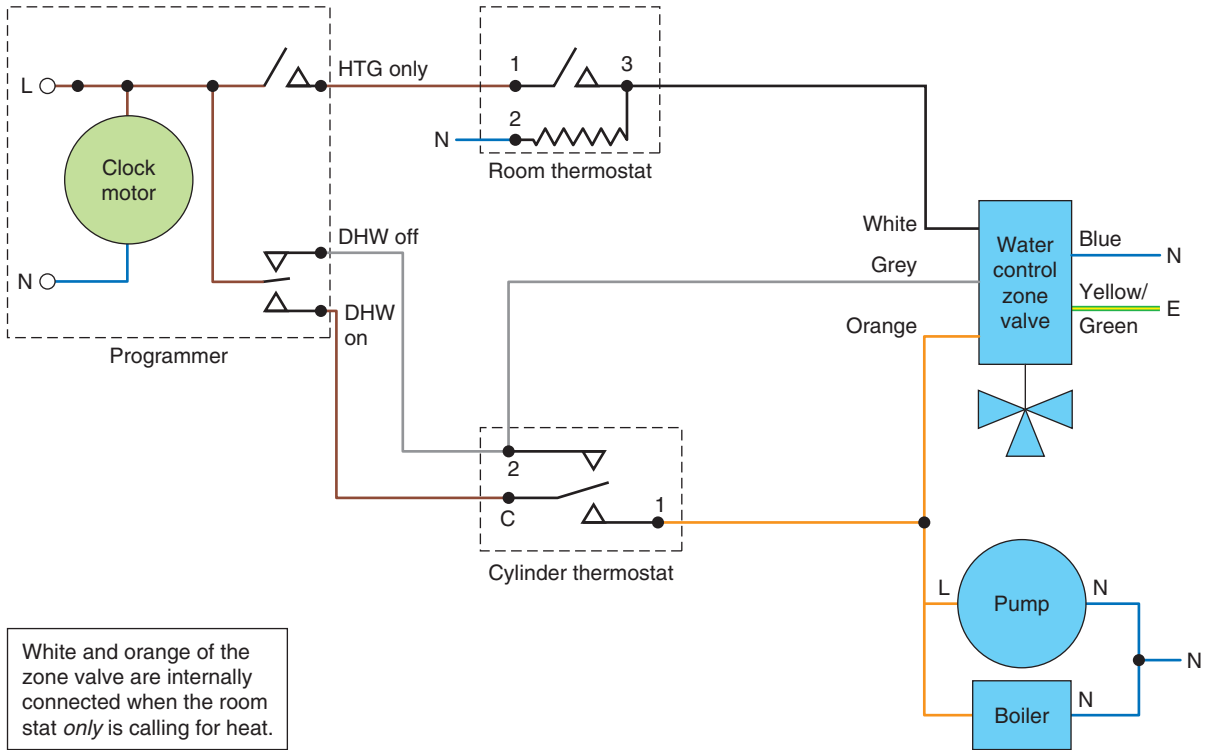 HTG only
1
3
L
2
N
Clock
motor
Room thermostat
DHW off
White
Water
control
zone
valve
Blue
N
Grey
N
DHW
on
Yellow/
Green
E
Orange
Programmer
2
C
1
Cylinder thermostat
L
Pump
N
N
Boiler
N
White and orange of the
zone valve are internally
connected when the room
stat only is calling for heat.